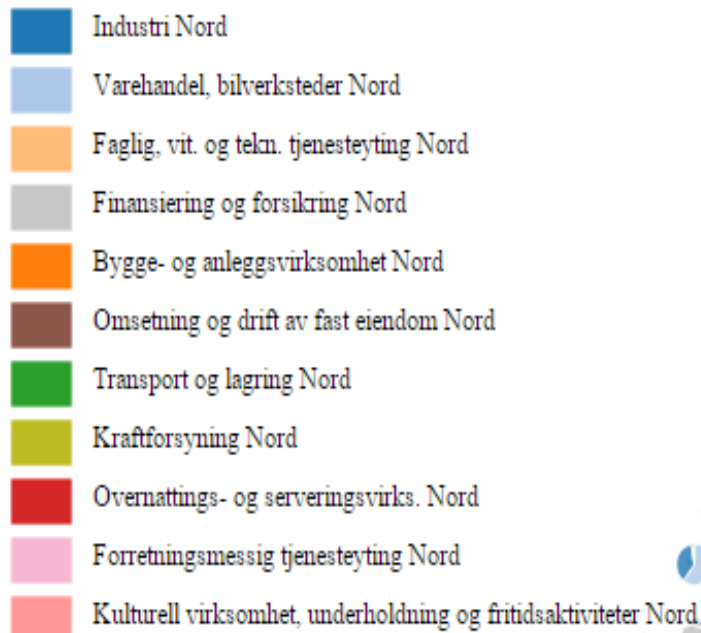 Industri Nord
Varehandel, bilverksteder Nord
Faglig, vit. og tekn. tjenesteyting Nord
Finansiering og forsikring Nord
Bygge- og anleggsvirksomhet Nord
Omsetning og drift av fast eiendom Nord
Transport og lagring Nord
Kraftforsyning Nord
Overnattings- og serveringsvirks. Nord
Forretningsmessig tjenesteyting Nord
Kulturell virksomhet, underholdning og fritidsaktiviteter Nord